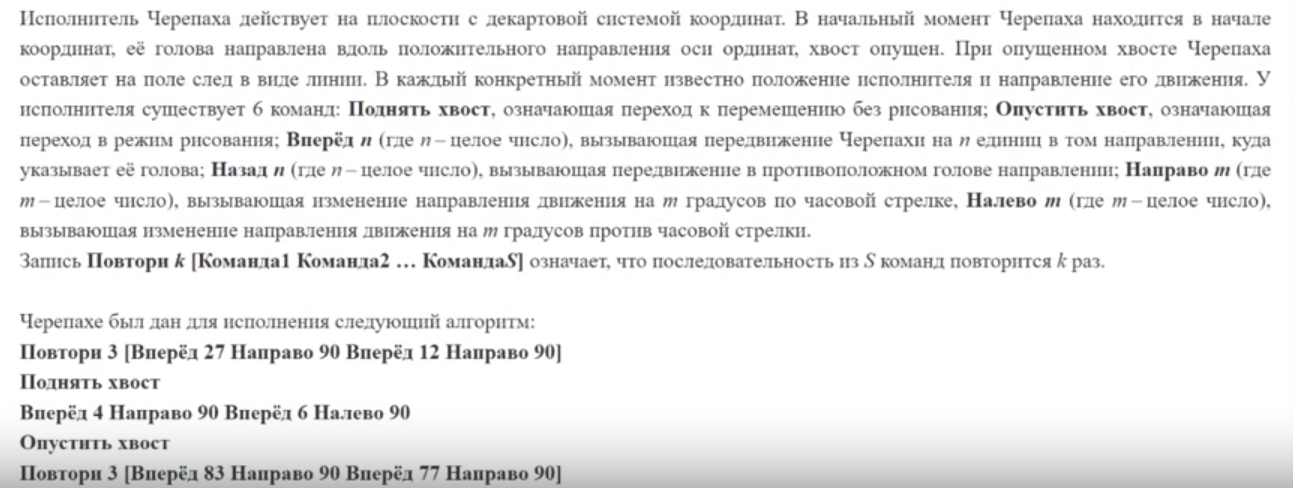 Исполнитель Черепаха действует на плоскости с декартовой системой координат. В начальный момент Черепаха находится в начале
координат, её голова направлена вдоль положительного направления оси ординат, хвост опущен. При опущенном хвосте Черепаха
оставляет на поле след в виде линии. В каждый конкретный момент известно положение исполнителя и направление его движения. У
исполнителя существует 6 команд: Поднять хвост, означающая переход к перемещению без рисования; Опустить хвост, означающая
переход в режим рисования; Вперёд n (где n – целое число), вызывающая передвижение Черепахи на n единиц в том направлении, куда
указывает её голова; Назад n (где n – целое число), вызывающая передвижение в противоположном голове направлении; Направо m (где
m – целое число), вызывающая изменение направления движения на m градусов по часовой стрелке, Налево m (где m – целое число),
вызывающая изменение направления движения на m градусов против часовой стрелки.
Запись Повтори k [Команда1 Команда2 … КомандаS] означает, что последовательность из S команд повторится k раз.
Черепахе был дан для исполнения следующий алгоритм:
Повтори 3 [Вперёд 27 Направо 90 Вперёд 12 Направо 90]
Поднять хвост
Вперёд 4 Направо 90 Вперёд 6 Налево 90
Опустить хвост
Повтори 3 [Вперёд 83 Направо 90 Вперёд 77 Направо 90]